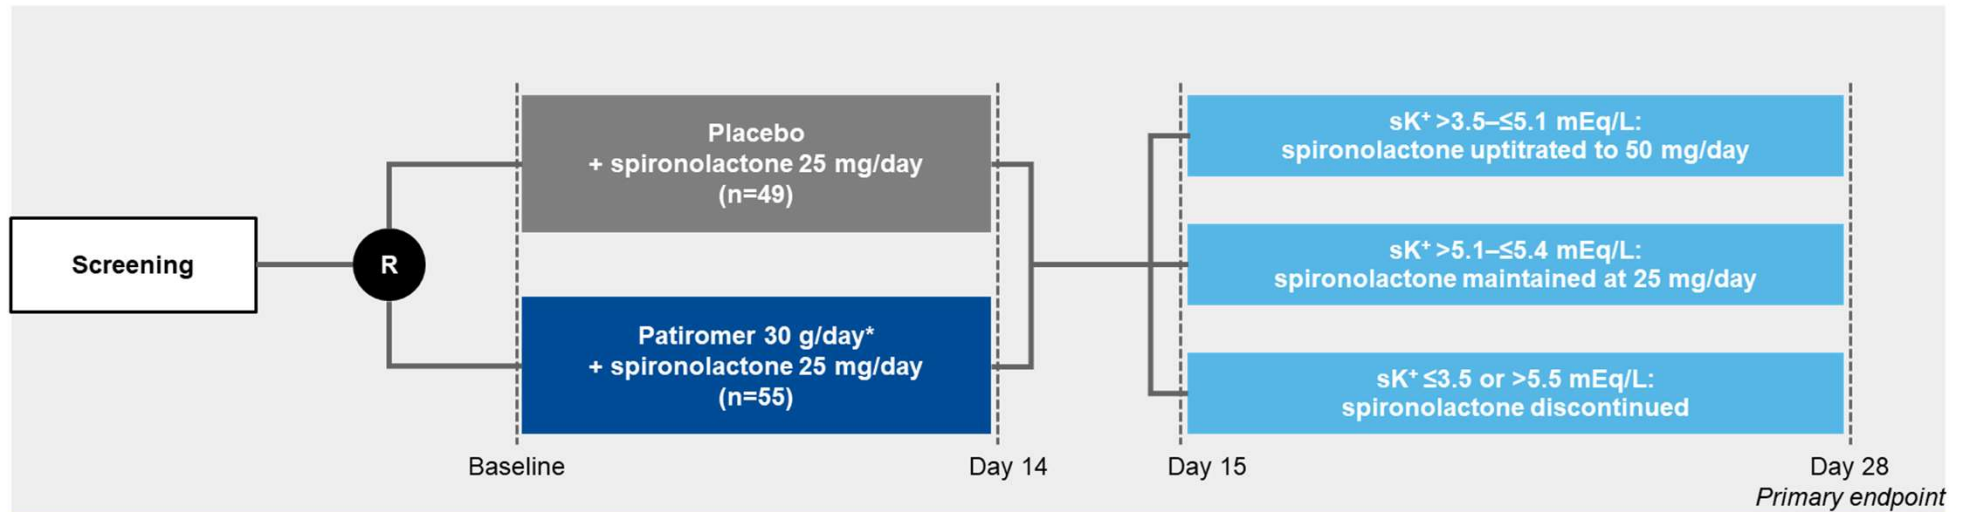 Screening
R
Placebo
+ spironolactone 25 mg/day
(n=49)
Patiromer 30 g/day*
+ spironolactone 25 mg/day
(n=55)
sK⁺ >3.5–≤5.1 mEq/L:
spironolactone uptitrated to 50 mg/day
sK⁺ >5.1–≤5.4 mEq/L:
spironolactone maintained at 25 mg/day
sK⁺ ≤3.5 or >5.5 mEq/L:
spironolactone discontinued
Baseline
Day 14
Day 15
Day 28
Primary endpoint